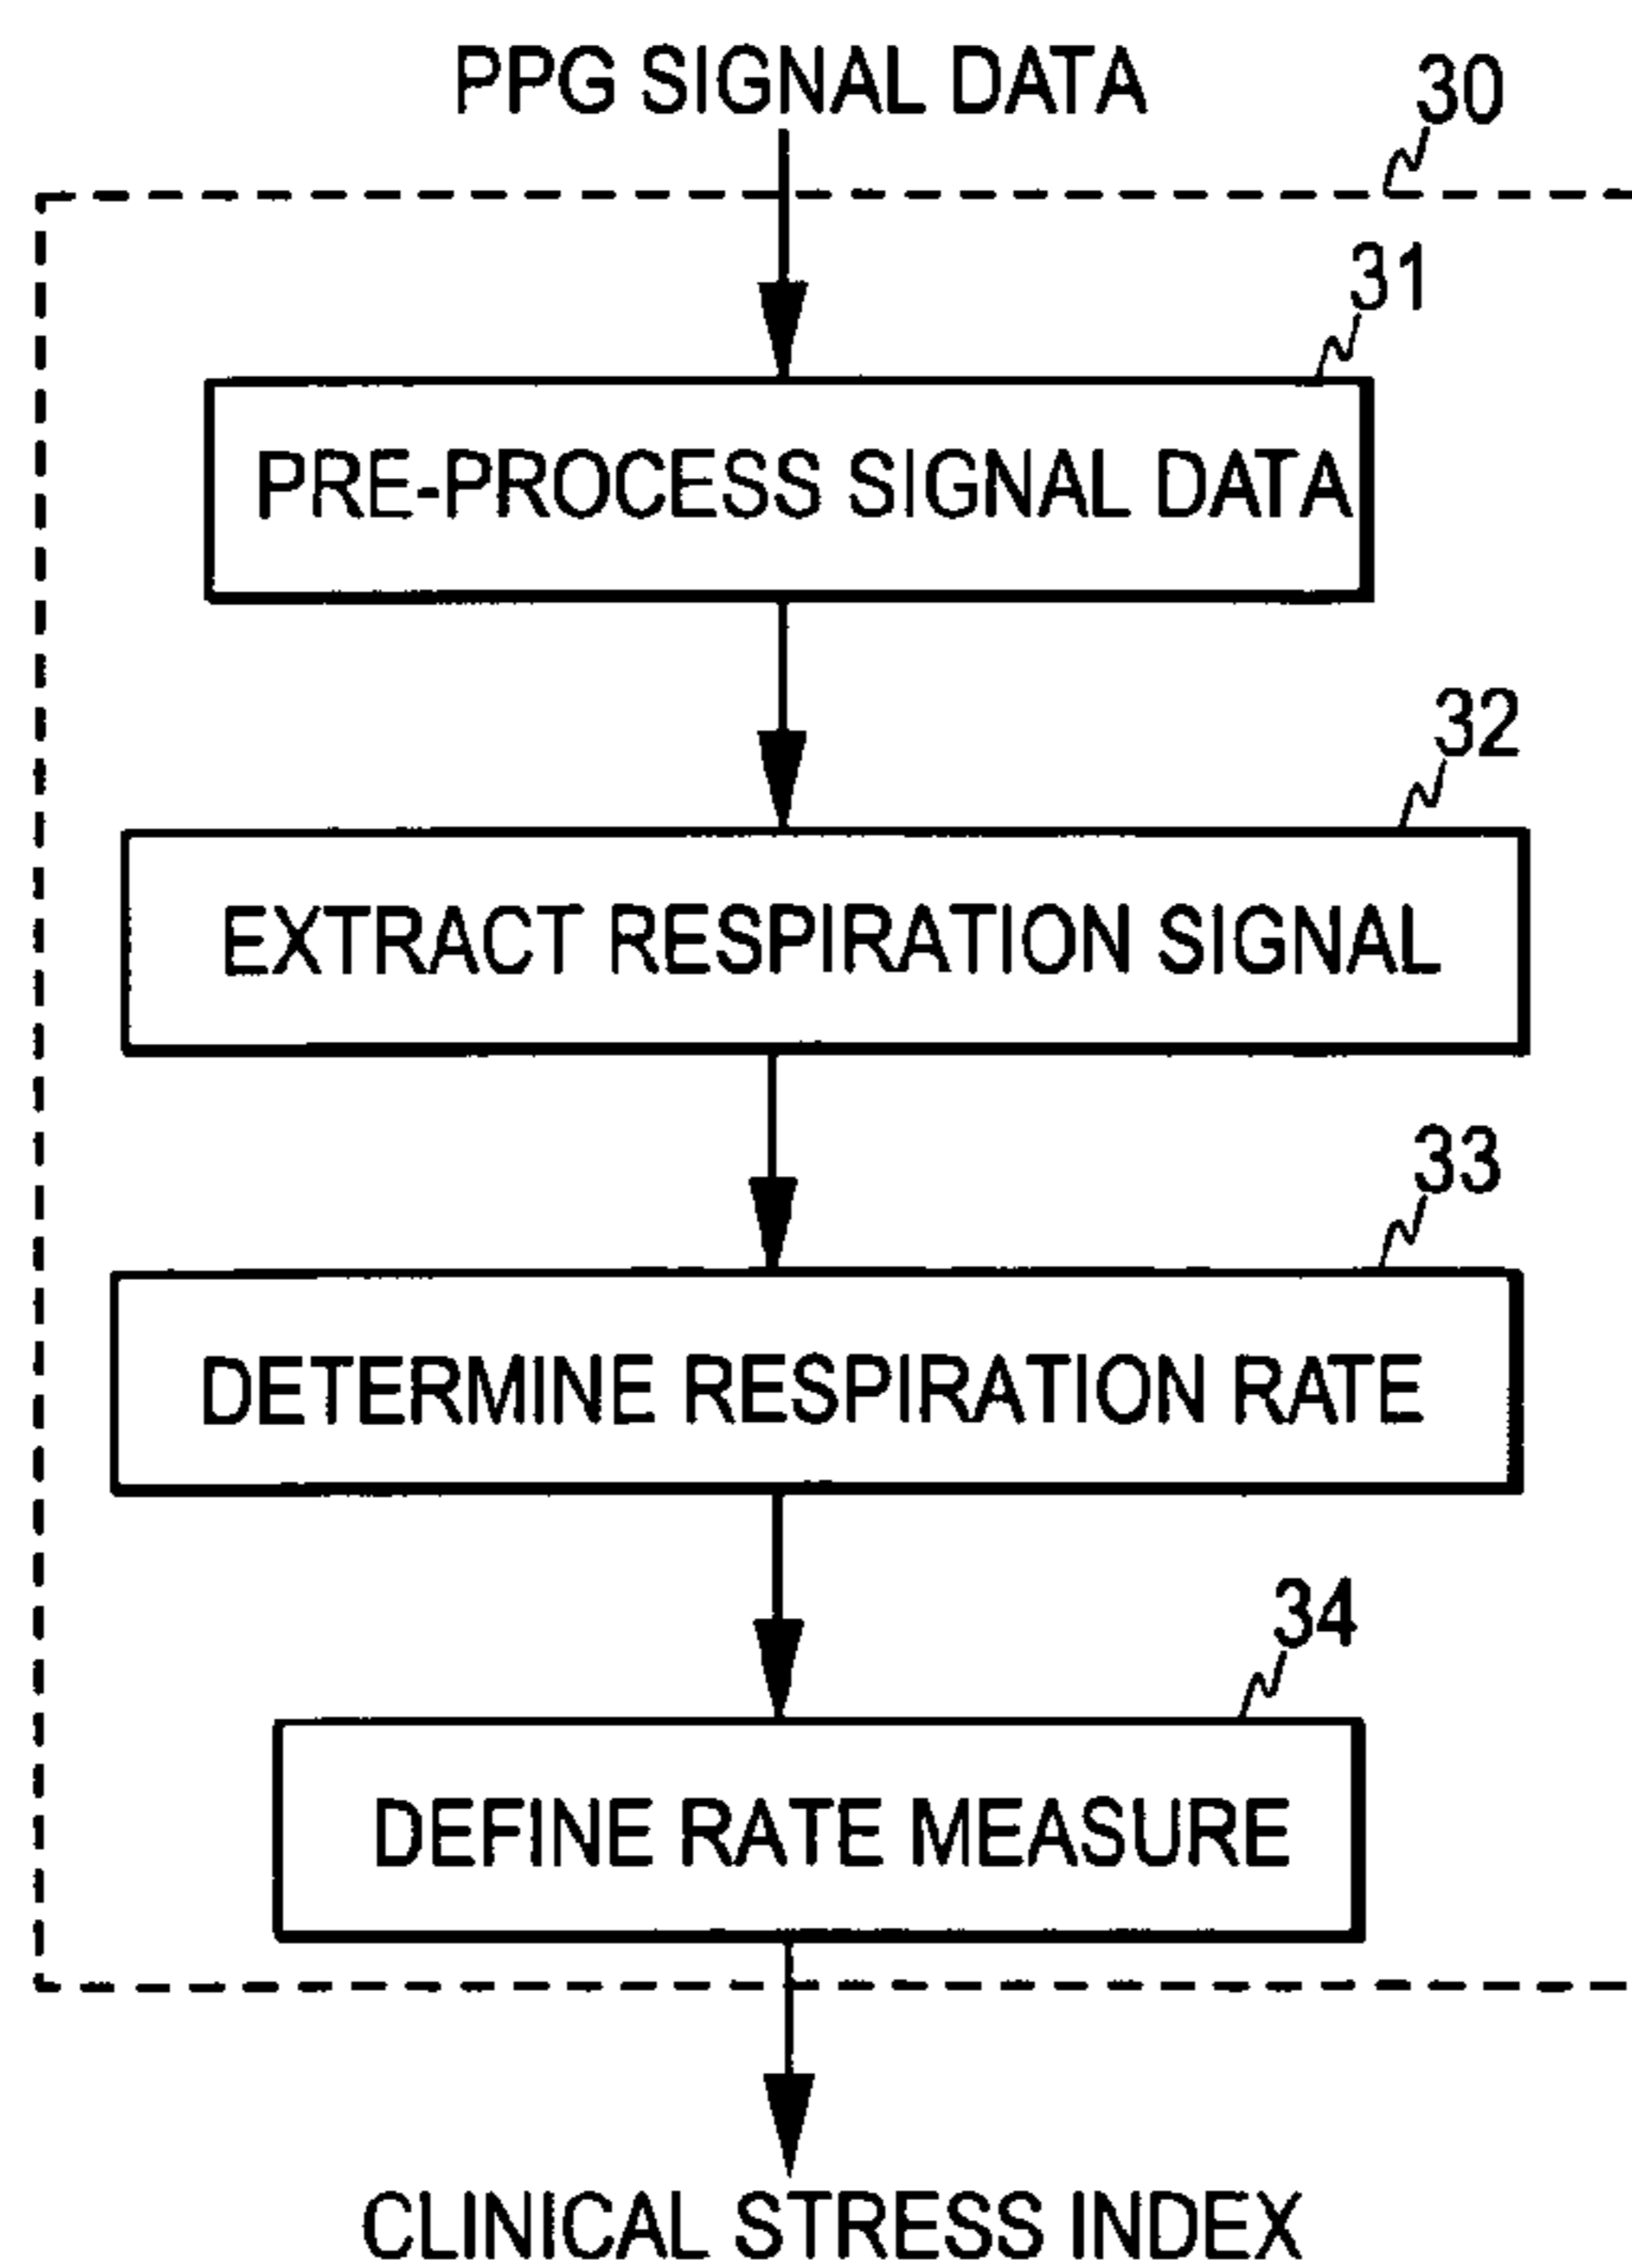 PPG SIGNAL DATA
30
31
PRE-PROCESS SIGNAL DATA
32
EXTRACT RESPIRATION SIGNAL
33
DETERMINE RESPIRATION RATE
34
DEFINE RATE MEASURE
CLINICAL STRESS INDEX